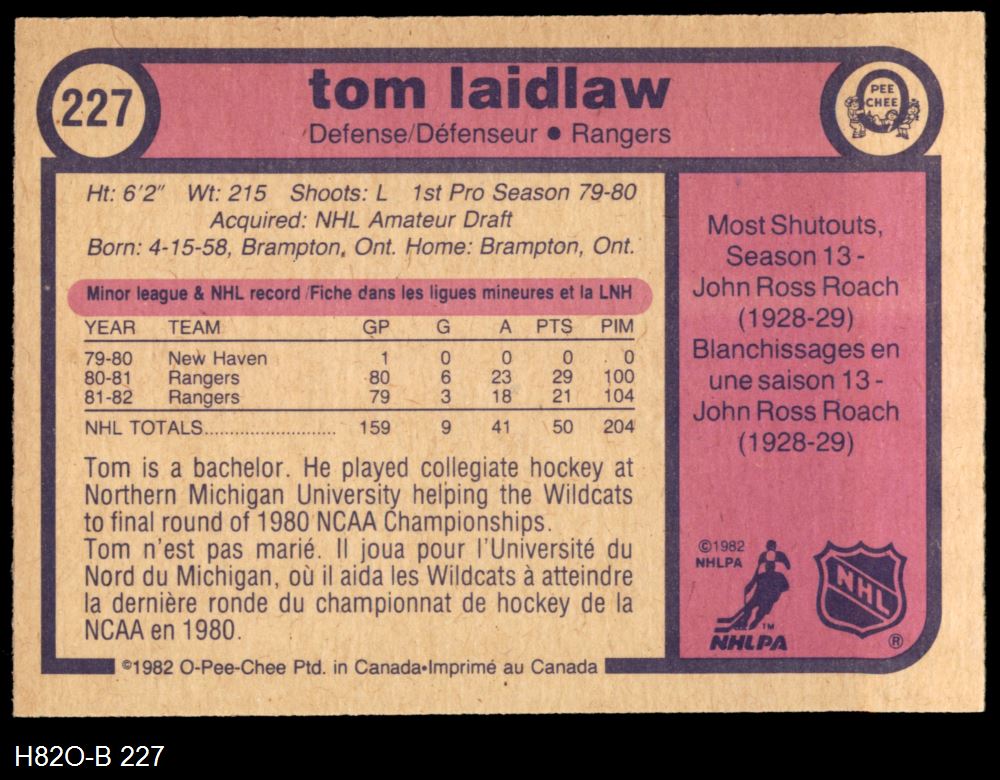 227
tom laidlaw
Defense/Défenseur ● Rangers
PEE
CHEE
Ht: 6'2" Wt: 215 Shoots: L 1st Pro Season 79-80
Acquired: NHL Amateur Draft
Born: 4-15-58, Brampton, Ont. Home: Brampton, Ont.
Minor league & NHL record/Fiche dans les ligues mineures et la LNH
YEAR TEAM GP G A PTS PIM
79-80 New Haven 1 0 0 0 0
80-81 Rangers 80 6 23 29 100
81-82 Rangers 79 3 18 21 104
NHL TOTALS............................ 159 9 41 50 204
Tom is a bachelor. He played collegiate hockey at
Northern Michigan University helping the Wildcats
to final round of 1980 NCAA Championships.
Tom n'est pas marié. Il joua pour l'Université du
Nord du Michigan, où il aida les Wildcats à atteindre
la dernière ronde du championnat de hockey de la
NCAA en 1980.
©1982 O-Pee-Chee Ptd. in Canada•Imprimé au Canada
Most Shutouts,
Season 13 -
John Ross Roach
(1928-29)
Blanchissages en
une saison 13 -
John Ross Roach
(1928-29)
©1982
NHLPA
TM
NHLPA
NHL
®
H82O-B 227